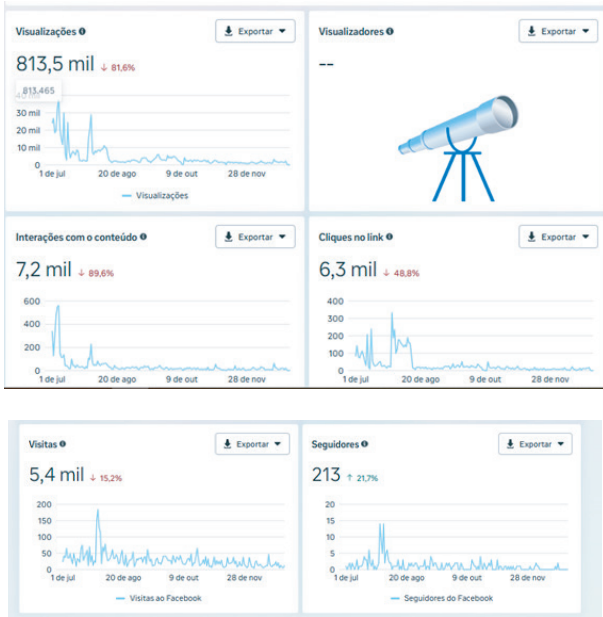 Visualizações
Exportar
813,5 mil ↓ 81,6%
813.465
30 mil
20 mil
10 mil
0
1 de jul 20 de ago 9 de out 28 de nov
Visualizações
Visualizadores
Exportar
--
Interações com o conteúdo
Exportar
7,2 mil ↓ 89,6%
600
400
200
0
1 de jul 20 de ago 9 de out 28 de nov
Cliques no link
Exportar
6,3 mil ↓ 48,8%
400
300
200
100
0
1 de jul 20 de ago 9 de out 28 de nov
Visitas
Exportar
5,4 mil ↓ 15,2%
200
150
100
50
0
1 de jul 20 de ago 9 de out 28 de nov
Visitas ao Facebook
Seguidores
Exportar
213 ↑ 21,7%
20
15
10
5
0
1 de jul 20 de ago 9 de out 28 de nov
Seguidores do Facebook